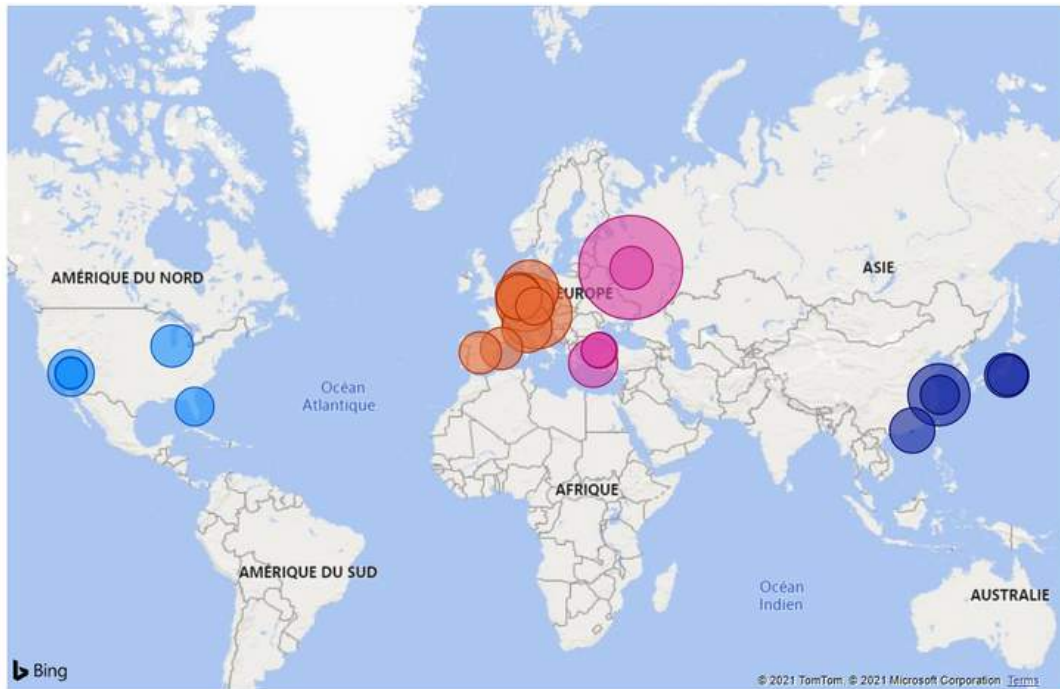 AMÉRIQUE DU NORD
ASIE
EUROPE
Océan
Atlantique
AFRIQUE
AMÉRIQUE DU SUD
Océan
Indien
AUSTRALIE
Bing
© 2021 TomTom, © 2021 Microsoft Corporation Terms